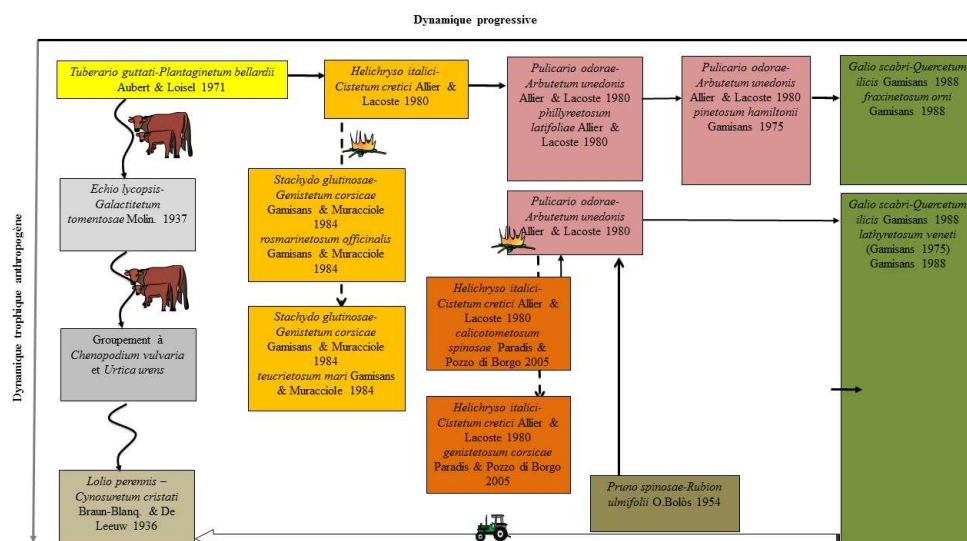 Dynamique progressive
Dynamique trophique anthropogène
Tuberario guttati-Plantaginetum bellardii
Aubert & Loisel 1971
Helichryso italici-
Cistetum cretici Allier &
Lacoste 1980
Pulicario odorae-
Arbutetum unedonis
Allier & Lacoste 1980
phillyreetosum
latifoliae Allier &
Lacoste 1980
Pulicario odorae-
Arbutetum unedonis
Allier & Lacoste 1980
pinetosum hamiltonii
Gamisans 1975
Galio scabri-Quercetum
ilicis Gamisans 1988
fraxinetosum orni
Gamisans 1988
Echio lycopsis-
Galactitetum
tomentosae Molin. 1937
Stachydo glutinosae-
Genistetum corsicae
Gamisans & Muracciole
1984
rosmarinetosum officinalis
Gamisans & Muracciole
1984
Pulicario odorae-
Arbutetum unedonis
Allier & Lacoste 1980
Galio scabri-Quercetum
ilicis Gamisans 1988
lathyretosum veneti
(Gamisans 1975)
Gamisans 1988
Groupement à
Chenopodium vulvaria
et Urtica urens
Stachydo glutinosae-
Genistetum corsicae
Gamisans & Muracciole
1984
teucrietosum mari Gamisans
& Muracciole 1984
Helichryso italici-
Cistetum cretici Allier &
Lacoste 1980
calicotometosum
spinosae Paradis &
Pozzo di Borgo 2005
Helichryso italici-
Cistetum cretici Allier &
Lacoste 1980
genistetosum corsicae
Paradis & Pozzo di Borgo
2005
Lolio perennis –
Cynosuretum cristati
Braun-Blanq. & De
Leeuw 1936
Pruno spinosae-Rubion
ulmifolii O.Bolòs 1954